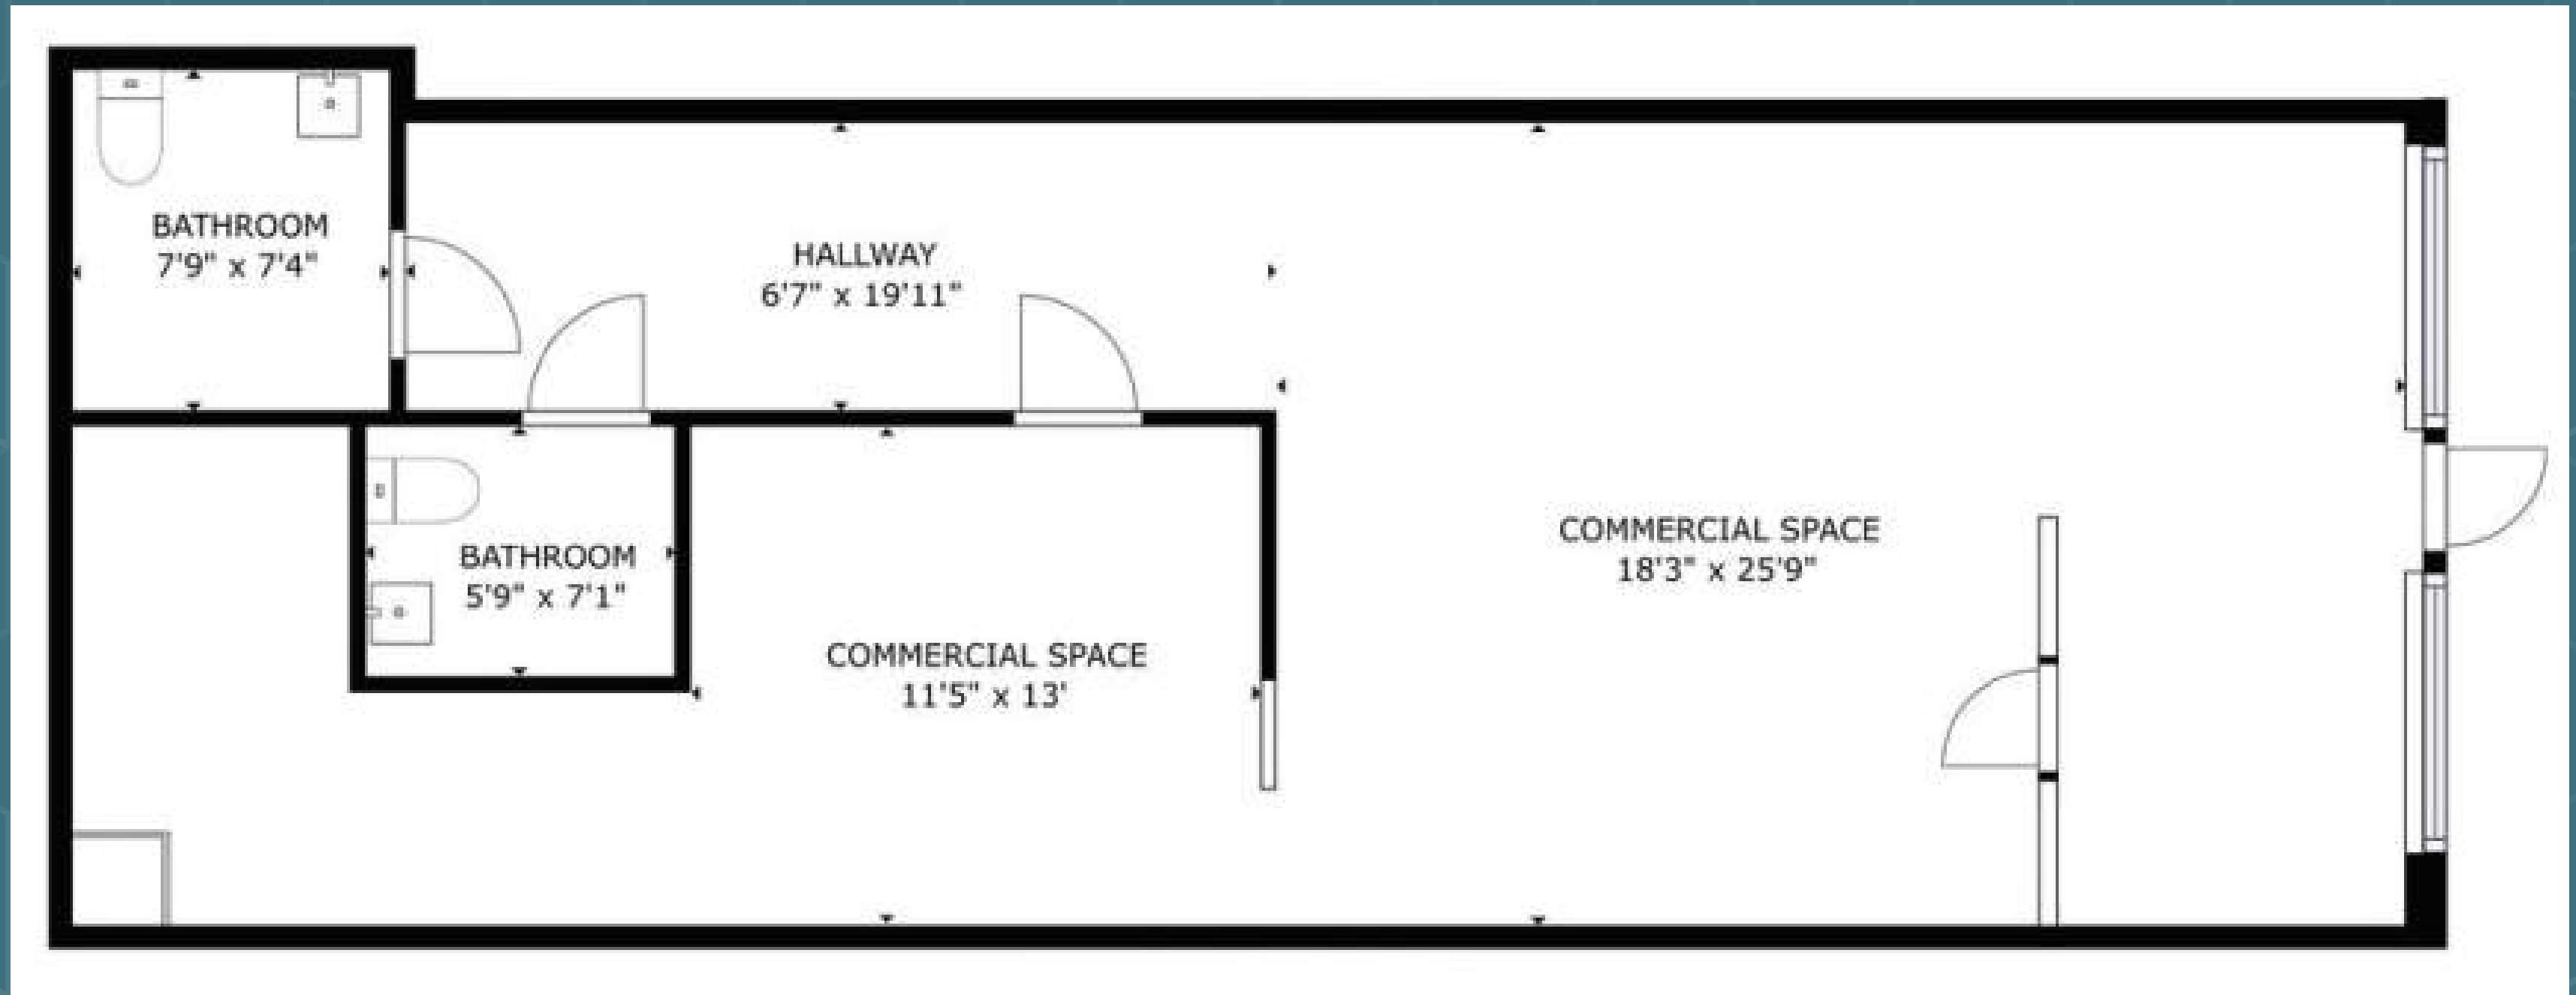 BATHROOM
7'9" x 7'4"
HALLWAY
6'7" x 19'11"
BATHROOM
5'9" x 7'1"
COMMERCIAL SPACE
11'5" x 13'
COMMERCIAL SPACE
18'3" x 25'9"